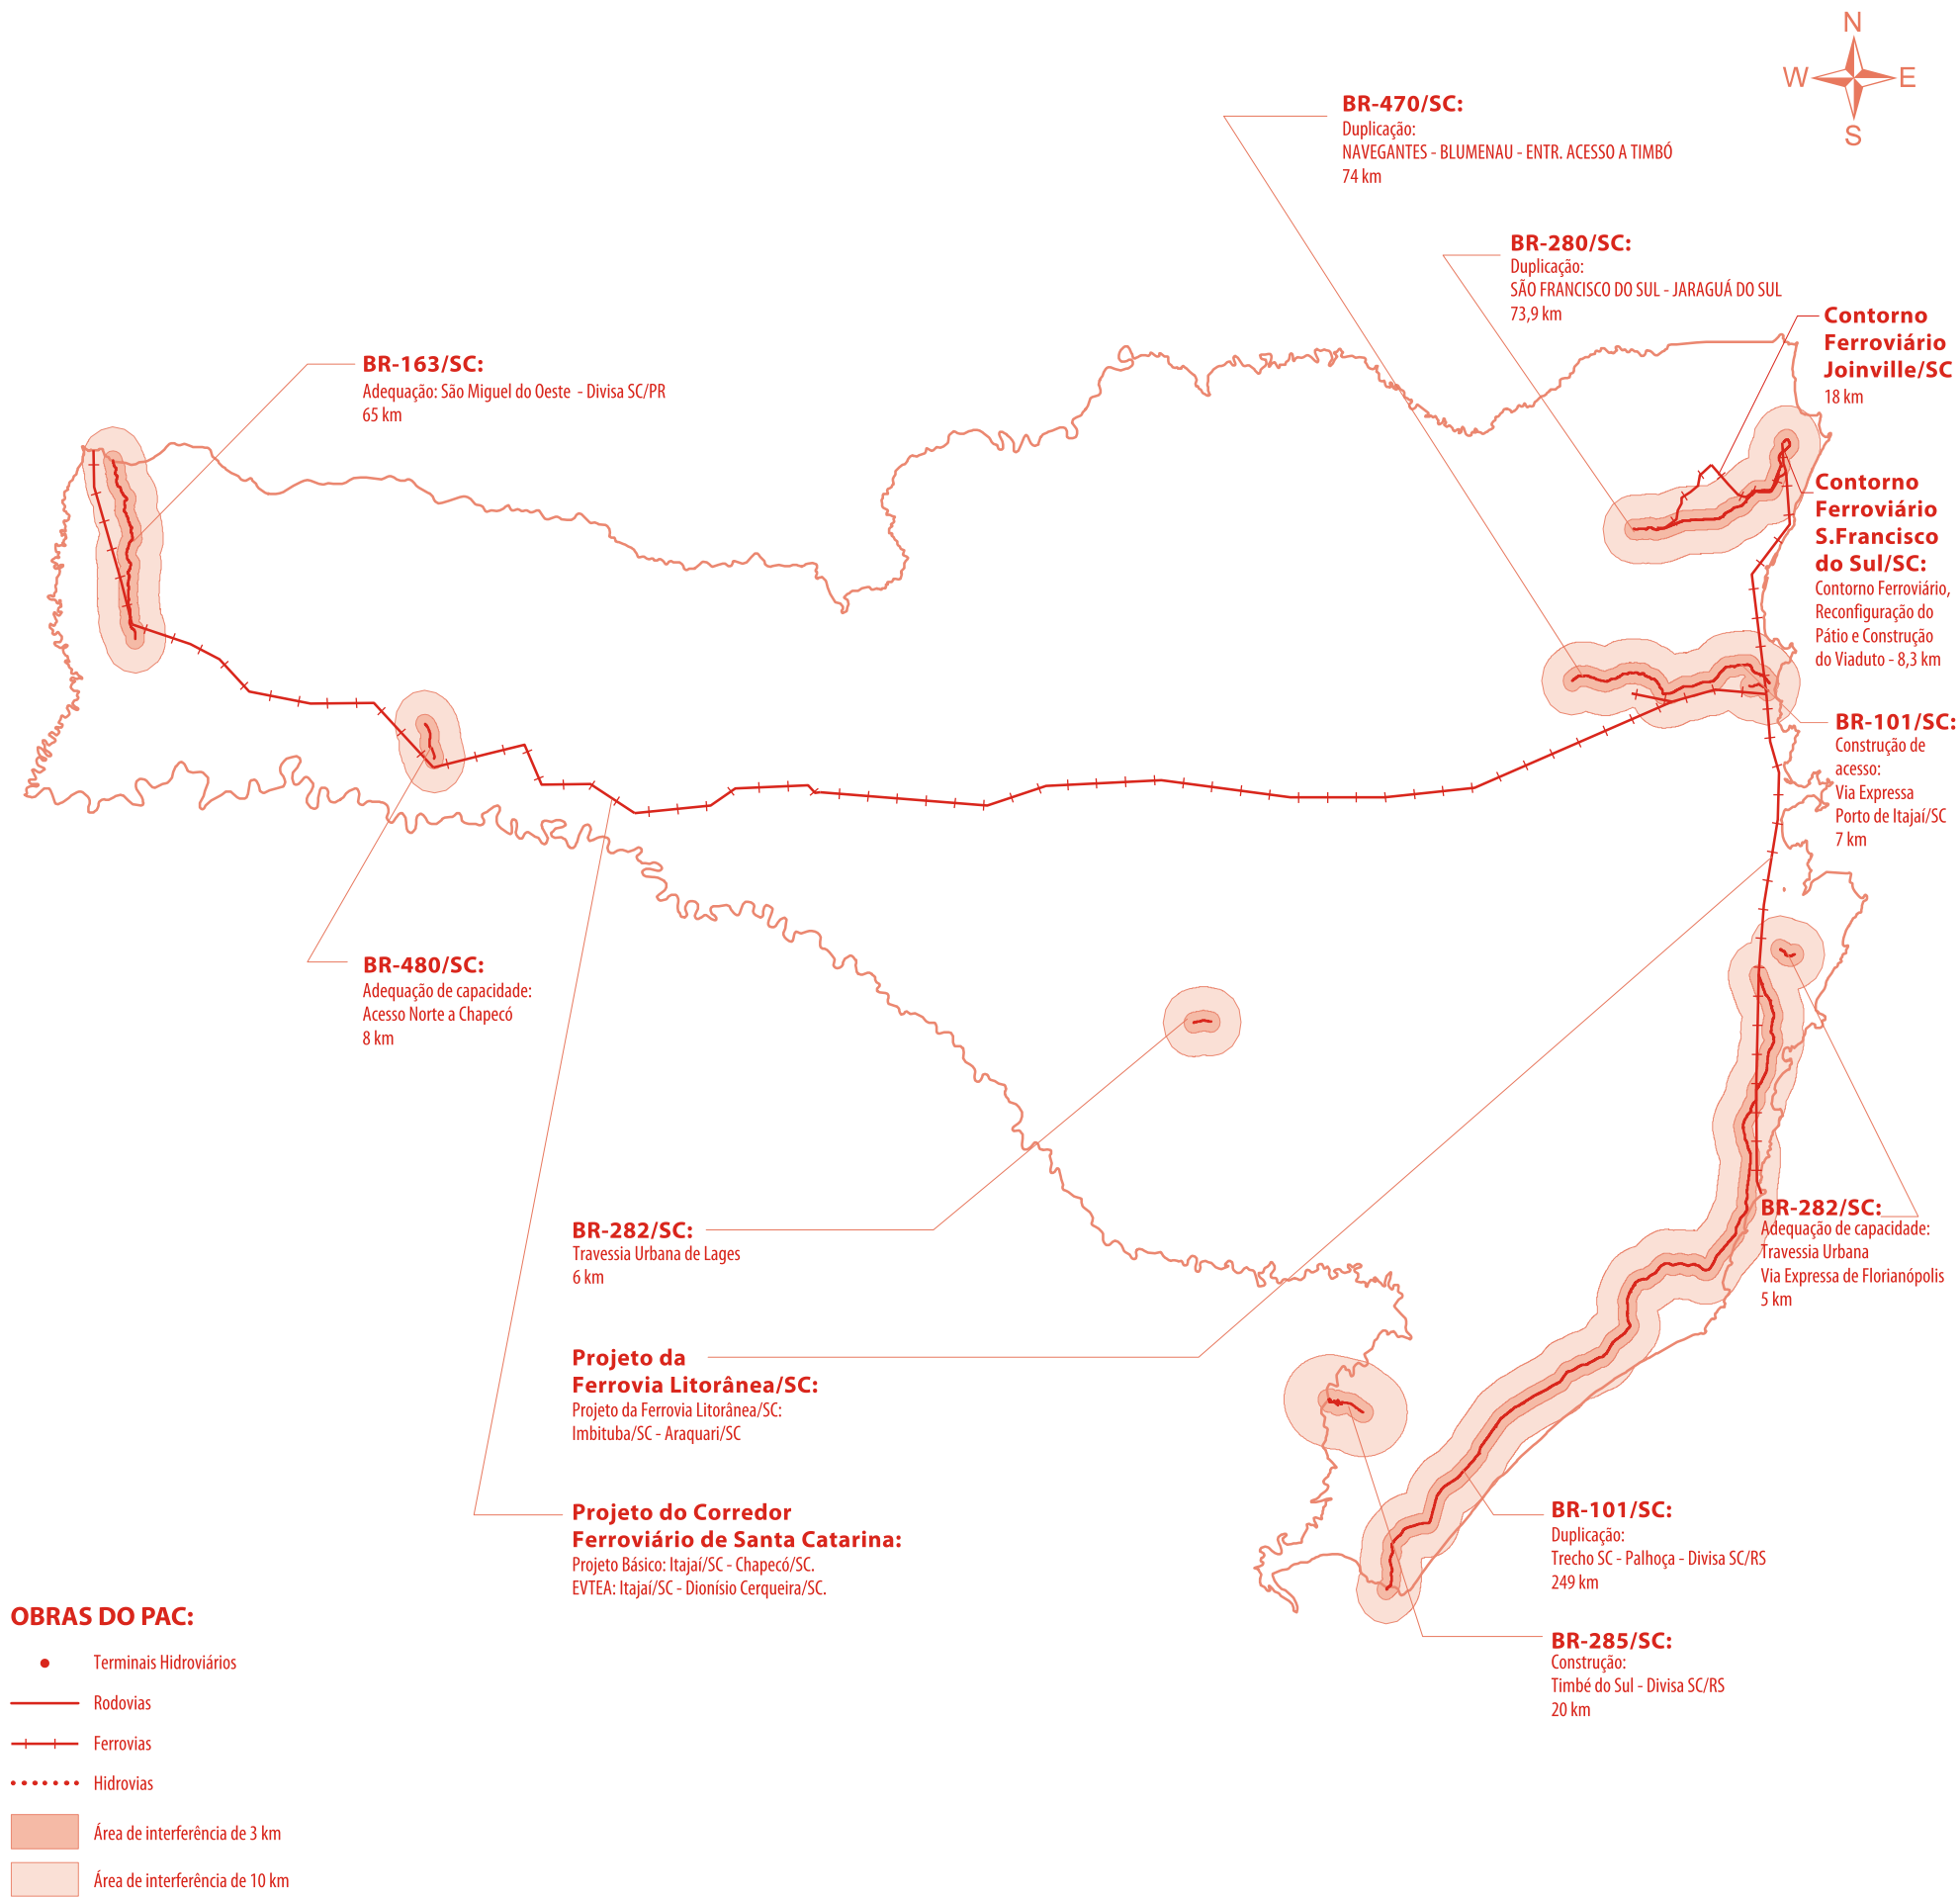 N
W E
S
BR-470/SC:
Duplicação:
NAVEGANTES - BLUMENAU - ENTR. ACESSO A TIMBÓ
74 km
BR-280/SC:
Duplicação:
SÃO FRANCISCO DO SUL - JARAGUÁ DO SUL
73,9 km
Contorno
Ferroviário
Joinville/SC
18 km
BR-163/SC:
Adequação: São Miguel do Oeste - Divisa SC/PR
65 km
Contorno
Ferroviário
S.Francisco
do Sul/SC:
Contorno Ferroviário,
Reconfiguração do
Pátio e Construção
do Viaduto - 8,3 km
BR-101/SC:
Construção de
acesso:
Via Expressa
Porto de Itajaí/SC
7 km
BR-480/SC:
Adequação de capacidade:
Acesso Norte a Chapecó
8 km
BR-282/SC:
Travessia Urbana de Lages
6 km
BR-282/SC:
Adequação de capacidade:
Travessia Urbana
Via Expressa de Florianópolis
5 km
Projeto da
Ferrovia Litorânea/SC:
Projeto da Ferrovia Litorânea/SC:
Imbituba/SC - Araquari/SC
Projeto do Corredor
Ferroviário de Santa Catarina:
Projeto Básico: Itajaí/SC - Chapecó/SC.
EVTEA: Itajaí/SC - Dionísio Cerqueira/SC.
BR-101/SC:
Duplicação:
Trecho SC - Palhoça - Divisa SC/RS
249 km
BR-285/SC:
Construção:
Timbé do Sul - Divisa SC/RS
20 km
OBRAS DO PAC:
Terminais Hidroviários
Rodovias
Ferrovias
Hidrovias
Área de interferência de 3 km
Área de interferência de 10 km